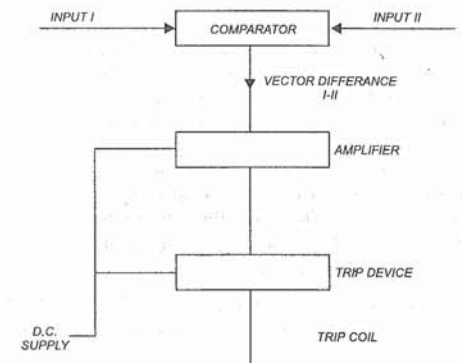 INPUT I
COMPARATOR
INPUT II
VECTOR DIFFERANCE
I-II
AMPLIFIER
TRIP DEVICE
D.C.
SUPPLY
TRIP COIL